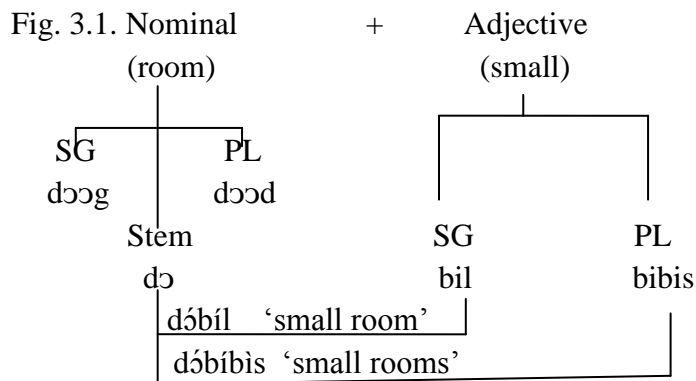 Fig. 3.1. Nominal + Adjective
(room) (small)
SG PL
dɔɔg dɔɔd
Stem SG PL
dɔ bil bibis
dɔ́bíl ‘small room’
dɔ́bíbìs ‘small rooms’